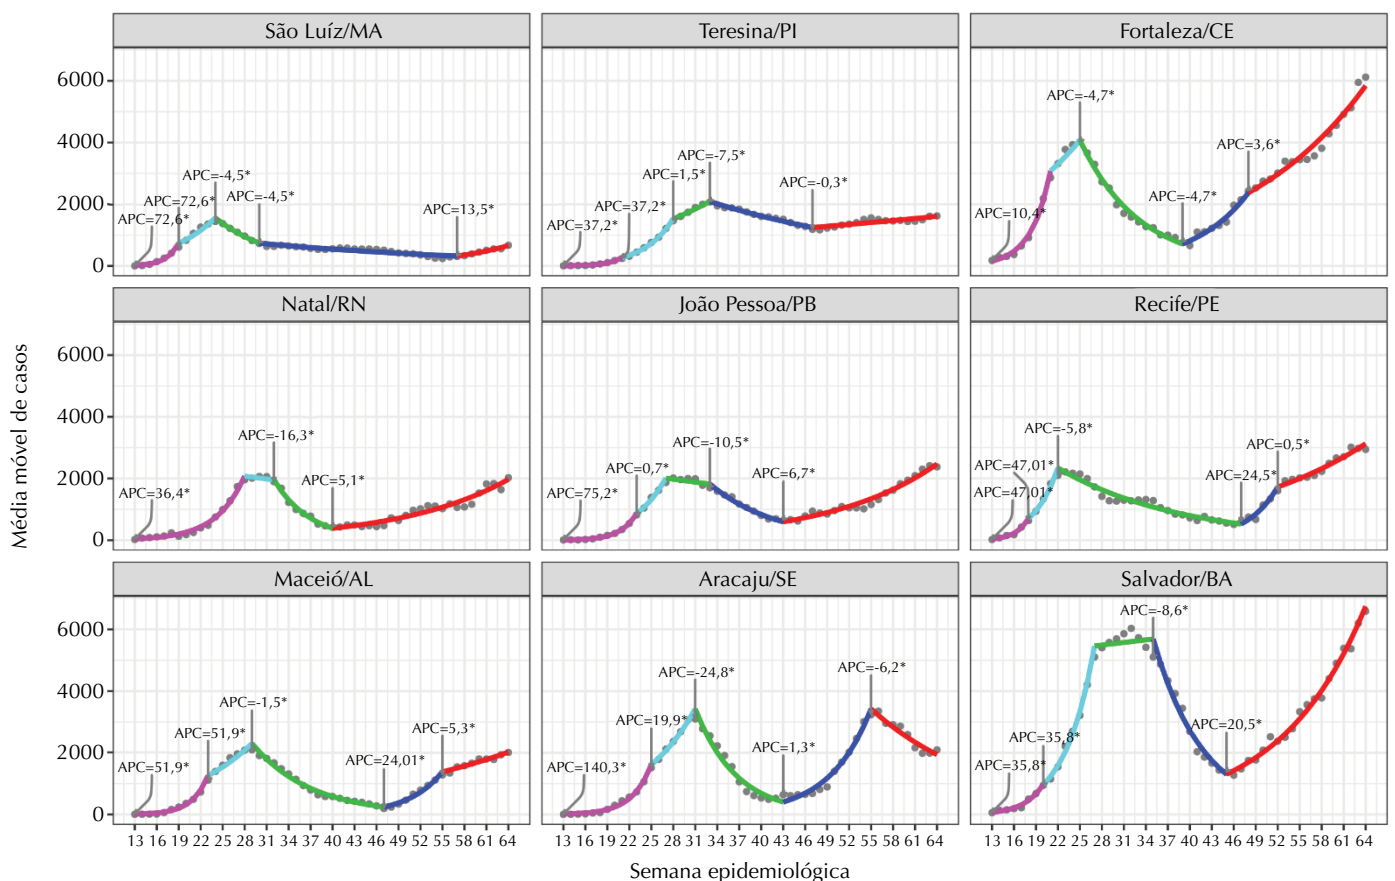 São Luíz/MA
Teresina/PI
Fortaleza/CE
6000
4000
2000
0
APC=72,6*
APC=72,6*
APC=-4,5*
APC=-4,5*
APC=13,5*
APC=37,2*
APC=37,2*
APC=1,5*
APC=-7,5*
APC=-0,3*
APC=10,4*
APC=-4,7*
APC=-4,7*
APC=3,6*
Natal/RN
João Pessoa/PB
Recife/PE
6000
4000
2000
0
APC=36,4*
APC=-16,3*
APC=5,1*
APC=75,2*
APC=0,7*
APC=-10,5*
APC=6,7*
APC=47,01*
APC=47,01*
APC=-5,8*
APC=24,5*
APC=0,5*
Maceió/AL
Aracaju/SE
Salvador/BA
6000
4000
2000
0
APC=51,9*
APC=51,9*
APC=-1,5*
APC=24,01*
APC=5,3*
APC=140,3*
APC=19,9*
APC=-24,8*
APC=1,3*
APC=-6,2*
APC=35,8*
APC=35,8*
APC=-8,6*
APC=20,5*
13 16 19 22 25 28 31 34 37 40 43 46 49 52 55 58 61 64
13 16 19 22 25 28 31 34 37 40 43 46 49 52 55 58 61 64
13 16 19 22 25 28 31 34 37 40 43 46 49 55 55 58 61 64
Média móvel de casos
Semana epidemiológica